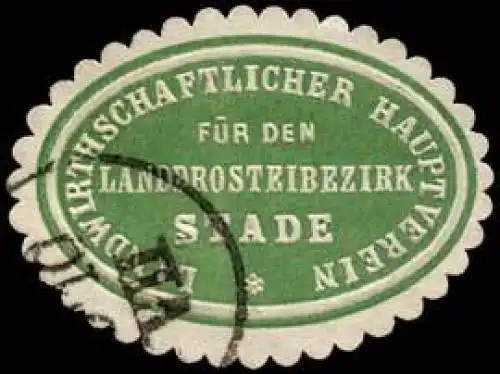 LANDWIRTHSCHAFTLICHER HAUPTVEREIN *
FÜR DEN
LANDDROSTEIBEZIRK
STADE